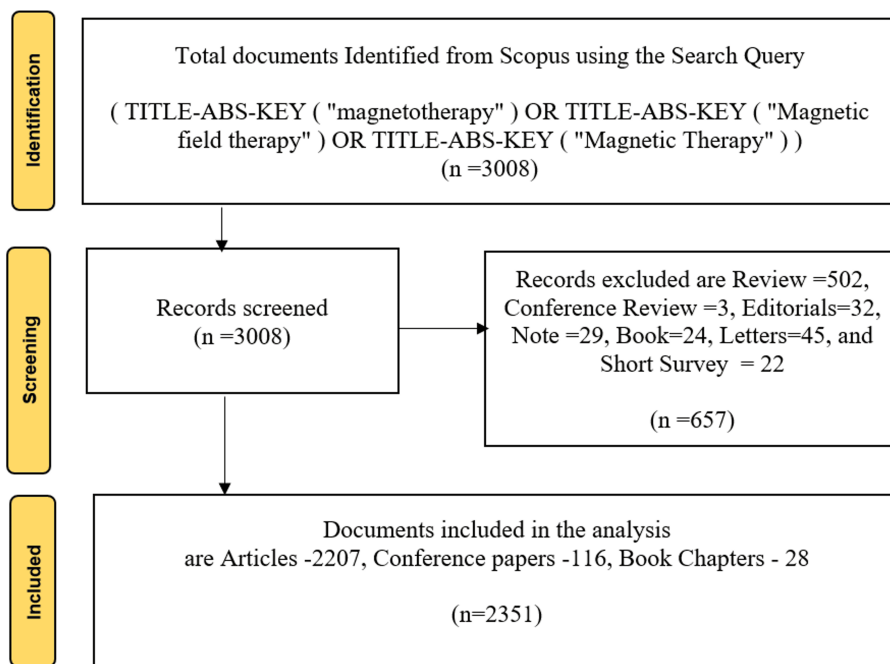 Identification
Total documents Identified from Scopus using the Search Query
( TITLE-ABS-KEY ( "magnetotherapy" ) OR TITLE-ABS-KEY ( "Magnetic
field therapy" ) OR TITLE-ABS-KEY ( "Magnetic Therapy" ) )
(n =3008)
Screening
Records screened
(n =3008)
Records excluded are Review =502,
Conference Review =3, Editorials=32,
Note =29, Book=24, Letters=45, and
Short Survey = 22
(n =657)
Included
Documents included in the analysis
are Articles -2207, Conference papers -116, Book Chapters - 28
(n=2351)